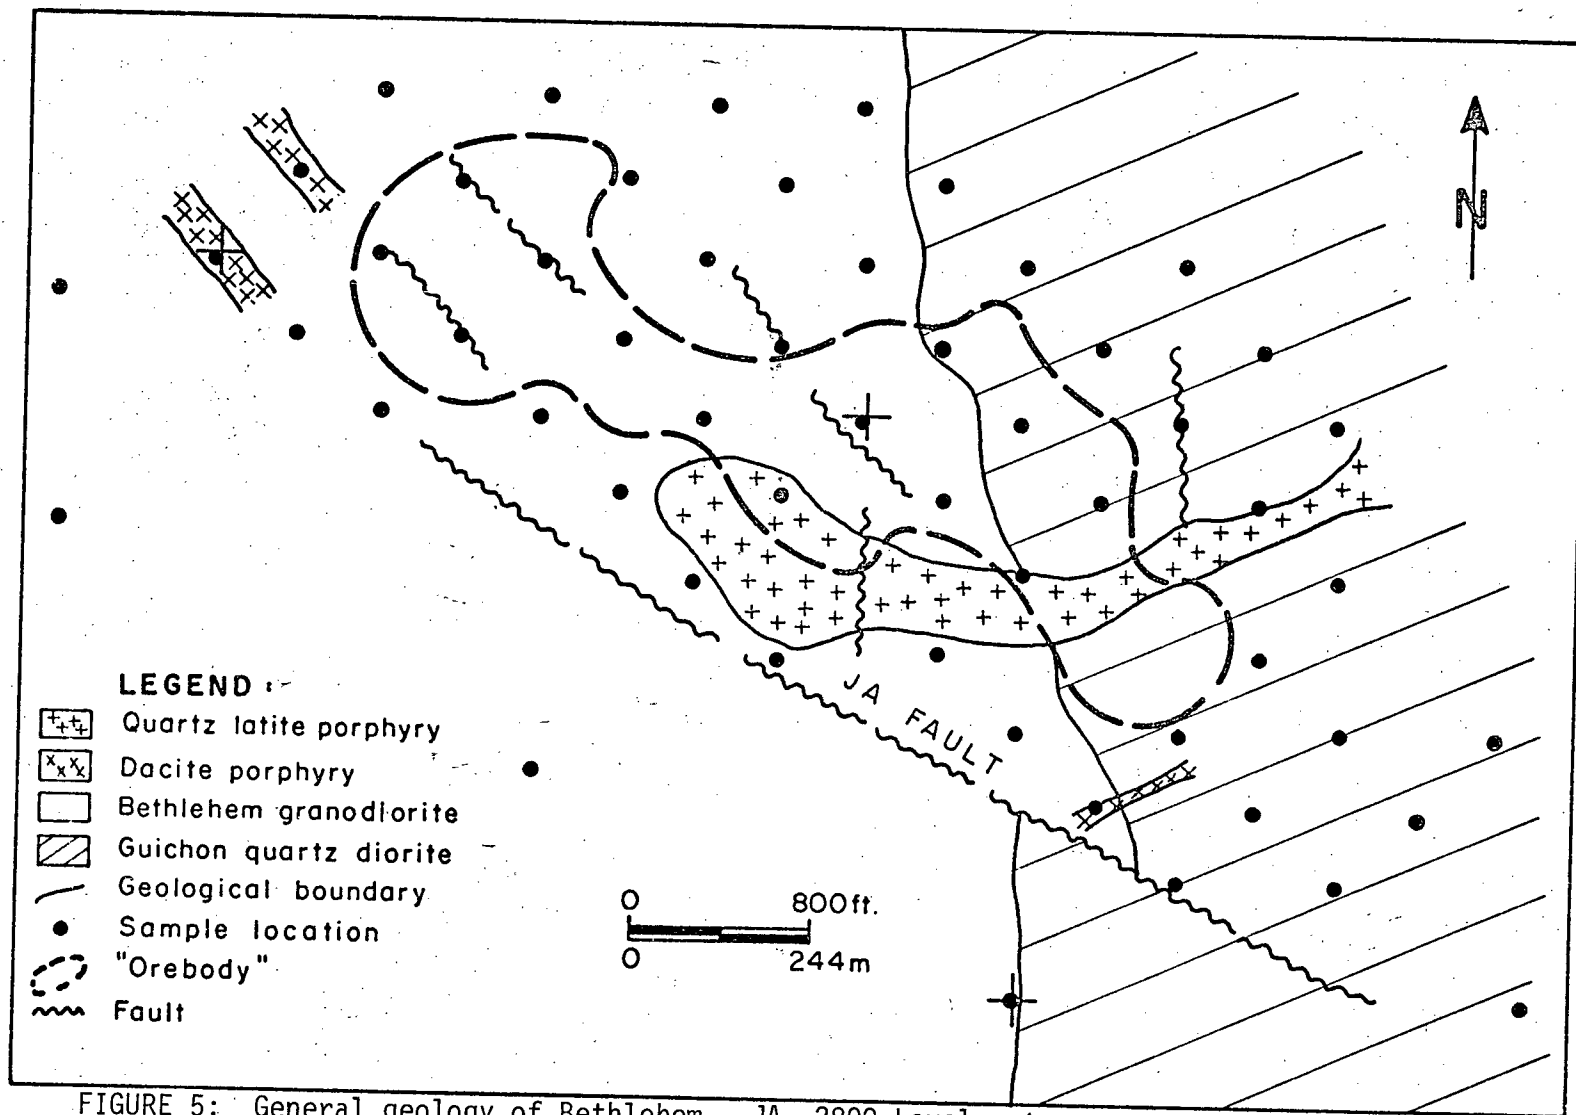 N
JA FAULT
LEGEND :
Quartz latite porphyry
Dacite porphyry
Bethlehem granodiorite
Guichon quartz diorite
Geological boundary
Sample location
"Orebody"
Fault
0 800ft.
0 244m
FIGURE 5: General geology of Bethlehem JA 2800 Level